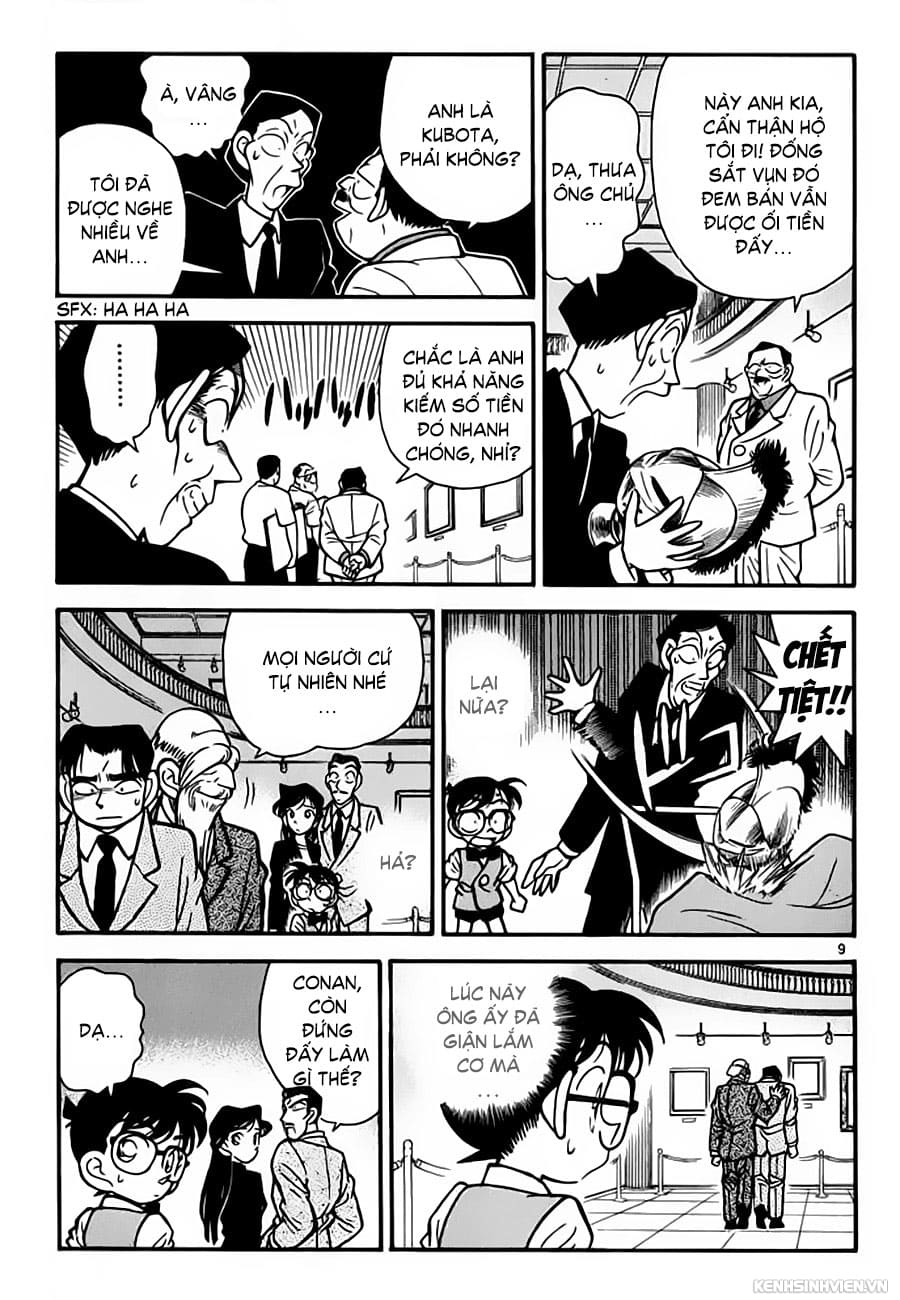 NÀY ANH KIA,
CẨN THẬN HỘ
TÔI ĐI! ĐỐNG
SẮT VỤN ĐÓ
ĐEM BÁN VẪN
ĐƯỢC ỐI TIỀN
ĐẤY...
DẠ, THƯA
ÔNG CHỦ
...
ANH LÀ
KUBOTA,
PHẢI KHÔNG?
À, VÂNG
...
TÔI ĐÃ
ĐƯỢC NGHE
NHIỀU VỀ
ANH...
SFX: HA HA HA
CHẮC LÀ ANH
ĐỦ KHẢ NĂNG
KIẾM SỐ TIỀN
ĐÓ NHANH
CHÓNG, NHỈ?
........
CHẾT
TIỆT!!
LẠI
NỮA?
MỌI NGƯỜI CỨ
TỰ NHIÊN NHÉ
...
HẢ?
9
LÚC NÀY
ÔNG ẤY ĐÃ
GIẬN LẮM
CƠ MÀ
...
CONAN,
CÒN
ĐỨNG
ĐẤY LÀM
GÌ THẾ?
DẠ...
KENHSINHVIEN.VN